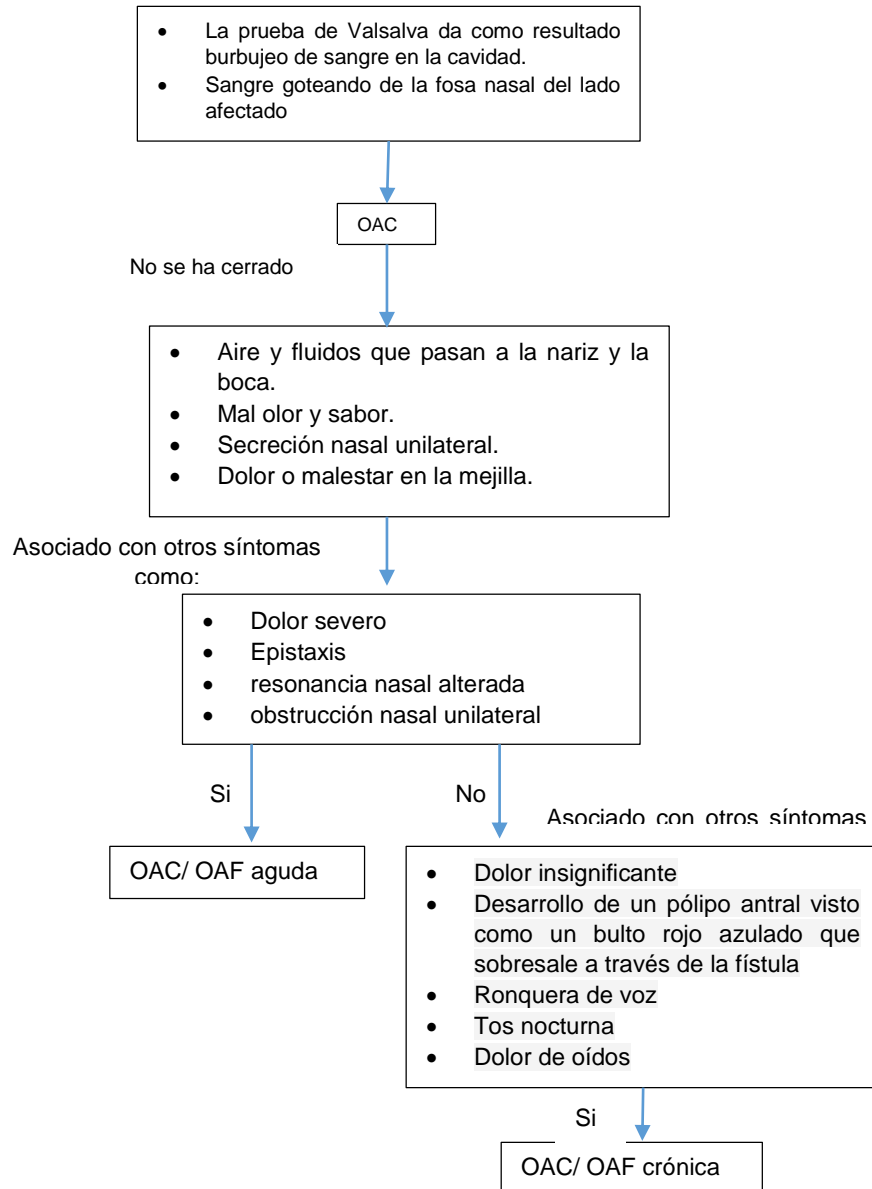 • La prueba de Valsalva da como resultado
burbujeo de sangre en la cavidad.
• Sangre goteando de la fosa nasal del lado
afectado
OAC
No se ha cerrado
• Aire y fluidos que pasan a la nariz y la
boca.
• Mal olor y sabor.
• Secreción nasal unilateral.
• Dolor o malestar en la mejilla.
Asociado con otros síntomas
como:
• Dolor severo
• Epistaxis
• resonancia nasal alterada
• obstrucción nasal unilateral
Si
No
Asociado con otros síntomas
OAC/ OAF aguda
• Dolor insignificante
• Desarrollo de un pólipo antral visto
como un bulto rojo azulado que
sobresale a través de la fístula
• Ronquera de voz
• Tos nocturna
• Dolor de oídos
Si
OAC/ OAF crónica